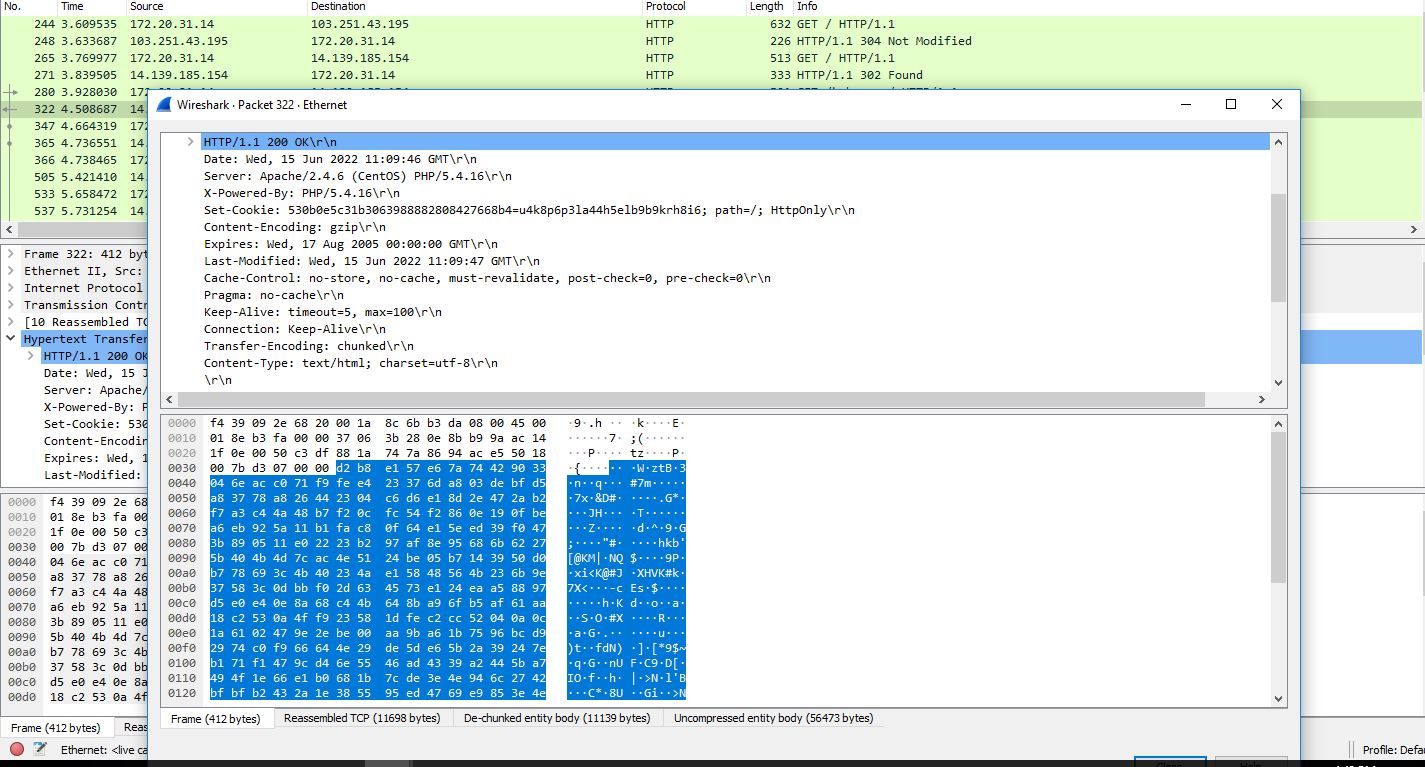 No. Time Source Destination Protocol Length Info
244 3.609535 172.20.31.14 103.251.43.195 HTTP 632 GET / HTTP/1.1
248 3.633687 103.251.43.195 172.20.31.14 HTTP 226 HTTP/1.1 304 Not Modified
265 3.769977 172.20.31.14 14.139.185.154 HTTP 513 GET / HTTP/1.1
271 3.839505 14.139.185.154 172.20.31.14 HTTP 333 HTTP/1.1 302 Found
280 3.928030 172
322 4.508687 14.
347 4.664319 172
365 4.736551 14.
366 4.738465 172
505 5.421410 14.
533 5.658472 172
537 5.731254 14.
Wireshark · Packet 322 · Ethernet
HTTP/1.1 200 OK\r\n
Date: Wed, 15 Jun 2022 11:09:46 GMT\r\n
Server: Apache/2.4.6 (CentOS) PHP/5.4.16\r\n
X-Powered-By: PHP/5.4.16\r\n
Set-Cookie: 530b0e5c31b3063988882808427668b4=u4k8p6p3la44h5elb9b9krh8i6; path=/; HttpOnly\r\n
Content-Encoding: gzip\r\n
Expires: Wed, 17 Aug 2005 00:00:00 GMT\r\n
Last-Modified: Wed, 15 Jun 2022 11:09:47 GMT\r\n
Cache-Control: no-store, no-cache, must-revalidate, post-check=0, pre-check=0\r\n
Pragma: no-cache\r\n
Keep-Alive: timeout=5, max=100\r\n
Connection: Keep-Alive\r\n
Transfer-Encoding: chunked\r\n
Content-Type: text/html; charset=utf-8\r\n
\r\n
0000 f4 39 09 2e 68 20 00 1a 8c 6b b3 da 08 00 45 00 ·9.h ·· ·k····E·
0010 01 8e b3 fa 00 00 37 06 3b 28 0e 8b b9 9a ac 14 ······7· ;(······
0020 1f 0e 00 50 c3 df 88 1a 74 7a 86 94 ac e5 50 18 ···P···· tz····P·
0030 00 7b d3 07 00 00 d2 b8 e1 57 e6 7a 74 42 90 33 ·{······ ·W·ztB·3
0040 04 6e ac c0 71 f9 fe e4 23 37 6d a8 03 de bf d5 ·n··q··· #7m·····
0050 a8 37 78 a8 26 44 23 04 c6 d6 e1 8d 2e 47 2a b2 ·7x·&D#· ·····.G*·
0060 f7 a3 c4 4a 48 b7 f2 0c fc 54 f2 86 0e 19 0f be ···JH··· ·T······
0070 a6 eb 92 5a 11 b1 fa c8 0f 64 e1 5e ed 39 f0 47 ···Z···· ·d·^·9·G
0080 3b 89 05 11 e0 22 23 b2 97 af 8e 95 68 6b 62 27 ;····"#· ····hkb'
0090 5b 40 4b 4d 7c ac 4e 51 24 be 05 b7 14 39 50 d0 [@KM|·NQ $····9P·
00a0 b7 78 69 3c 4b 40 23 4a e1 58 48 56 4b 23 6b 9e ·xi<K@#J ·XHVK#k·
00b0 37 58 3c 0d bb f0 2d 63 45 73 e1 24 ea a5 88 97 7X<···-c Es·$····
00c0 d5 e0 e4 0e 8a 68 c4 4b 64 8b a9 6f b5 af 61 aa ·····h·K d··o··a·
00d0 18 c2 53 0a 4f f9 23 58 1d fe c2 cc 52 04 0a 0c ··S·O·#X ····R···
00e0 1a 61 02 47 9e 2e be 00 aa 9b a6 1b 75 96 bc d9 ·a·G·.·· ····u···
00f0 29 74 c0 f9 66 64 4e 29 de 5d e6 5b 2a 39 24 7e )t··fdN) ·]·[*9$~
0100 b1 71 f1 47 9c d4 6e 55 46 ad 43 39 a2 44 5b a7 ·q·G··nU F·C9·D[·
0110 49 4f 1e 66 e1 b0 68 1b 7c de 3e 4e 94 6c 27 42 IO·f··h· |·>N·l'B
0120 bf bf b2 43 2a 1e 38 55 95 ed 47 69 e9 85 3e 4e ···C*·8U ··Gi··>N
Frame (412 bytes) Reassembled TCP (11698 bytes) De-chunked entity body (11139 bytes) Uncompressed entity body (56473 bytes)
Frame 322: 412 byt
Ethernet II, Src:
Internet Protocol
Transmission Contr
[10 Reassembled TC
Hypertext Transfer
HTTP/1.1 200 OK
Date: Wed, 15 J
Server: Apache/
X-Powered-By: P
Set-Cookie: 530
Content-Encodin
Expires: Wed, 1
Last-Modified:
0000 f4 39 09 2e 68
0010 01 8e b3 fa 00
0020 1f 0e 00 50 c3
0030 00 7b d3 07 00
0040 04 6e ac c0 71
0050 a8 37 78 a8 26
0060 f7 a3 c4 4a 48
0070 a6 eb 92 5a 11
0080 3b 89 05 11 e0
0090 5b 40 4b 4d 7c
00a0 b7 78 69 3c 4b
00b0 37 58 3c 0d bb
00c0 d5 e0 e4 0e 8a
00d0 18 c2 53 0a 4f
Frame (412 bytes) Reas
Ethernet: <live ca Profile: Defau